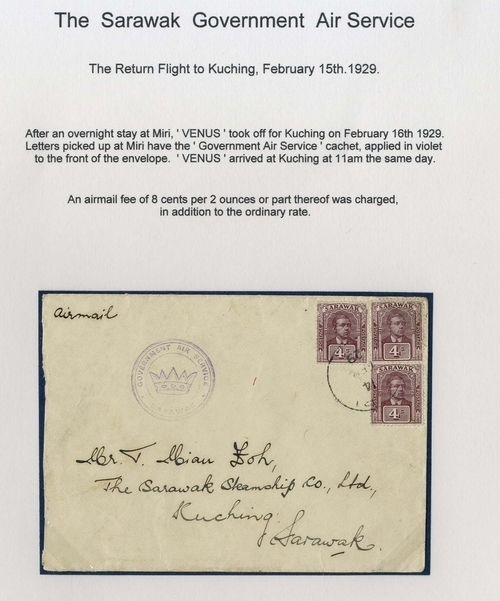 The Sarawak Government Air Service
The Return Flight to Kuching, February 15th.1929.
After an overnight stay at Miri, ' VENUS ' took off for Kuching on February 16th 1929.
Letters picked up at Miri have the ' Government Air Service ' cachet, applied in violet
to the front of the envelope. ' VENUS ' arrived at Kuching at 11am the same day.
An airmail fee of 8 cents per 2 ounces or part thereof was charged,
in addition to the ordinary rate.
Airmail
SARAWAK
4c
SARAWAK
4c
SARAWAK
4c
GOVERNMENT AIR SERVICE
SARAWAK
Mr. T. Mian
The Sarawak Steamship Co., Ltd,
Kuching.
Sarawak.